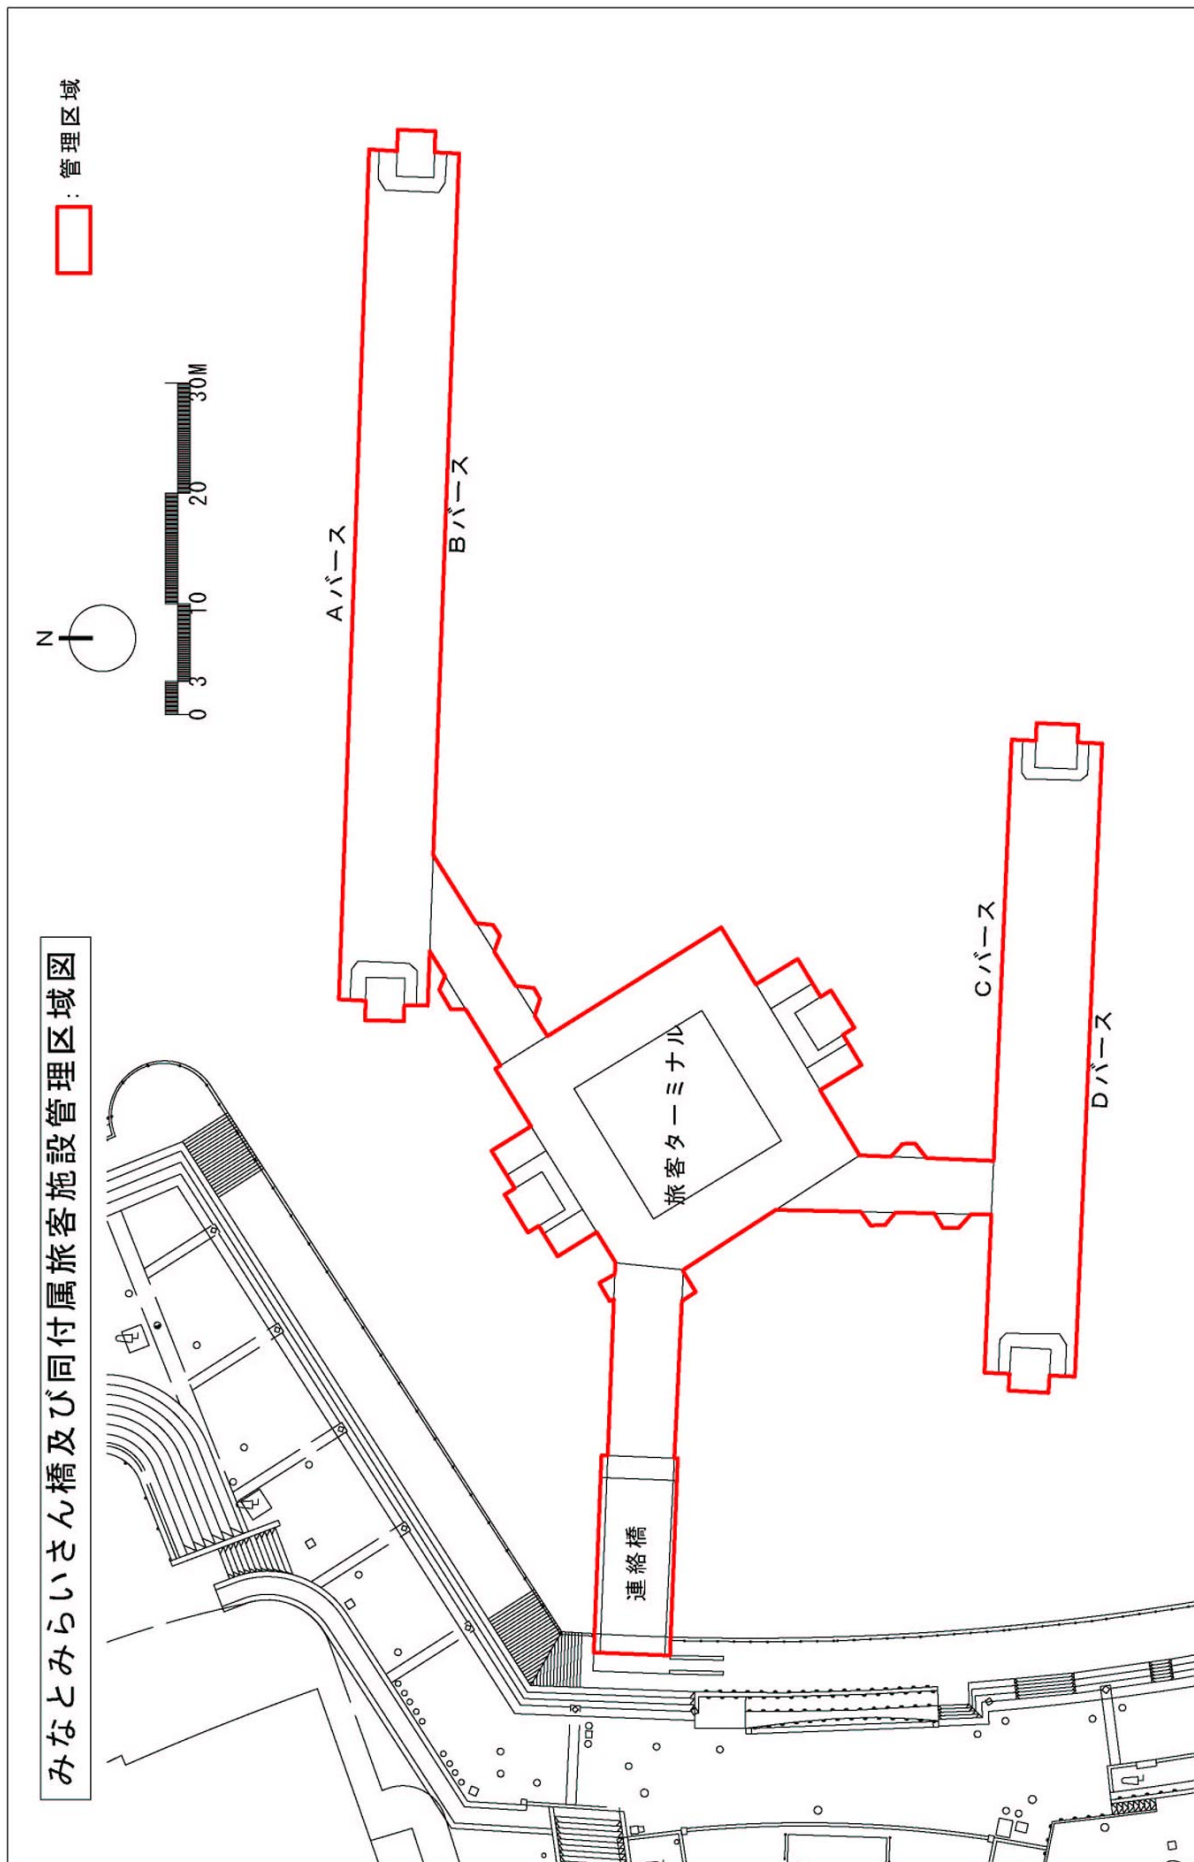 みなとみらいさん橋及び同付属旅客施設管理区域図
N
0 3 10 20 30M
：管理区域
Aバース
Bバース
旅客ターミナル
連絡橋
Cバース
Dバース